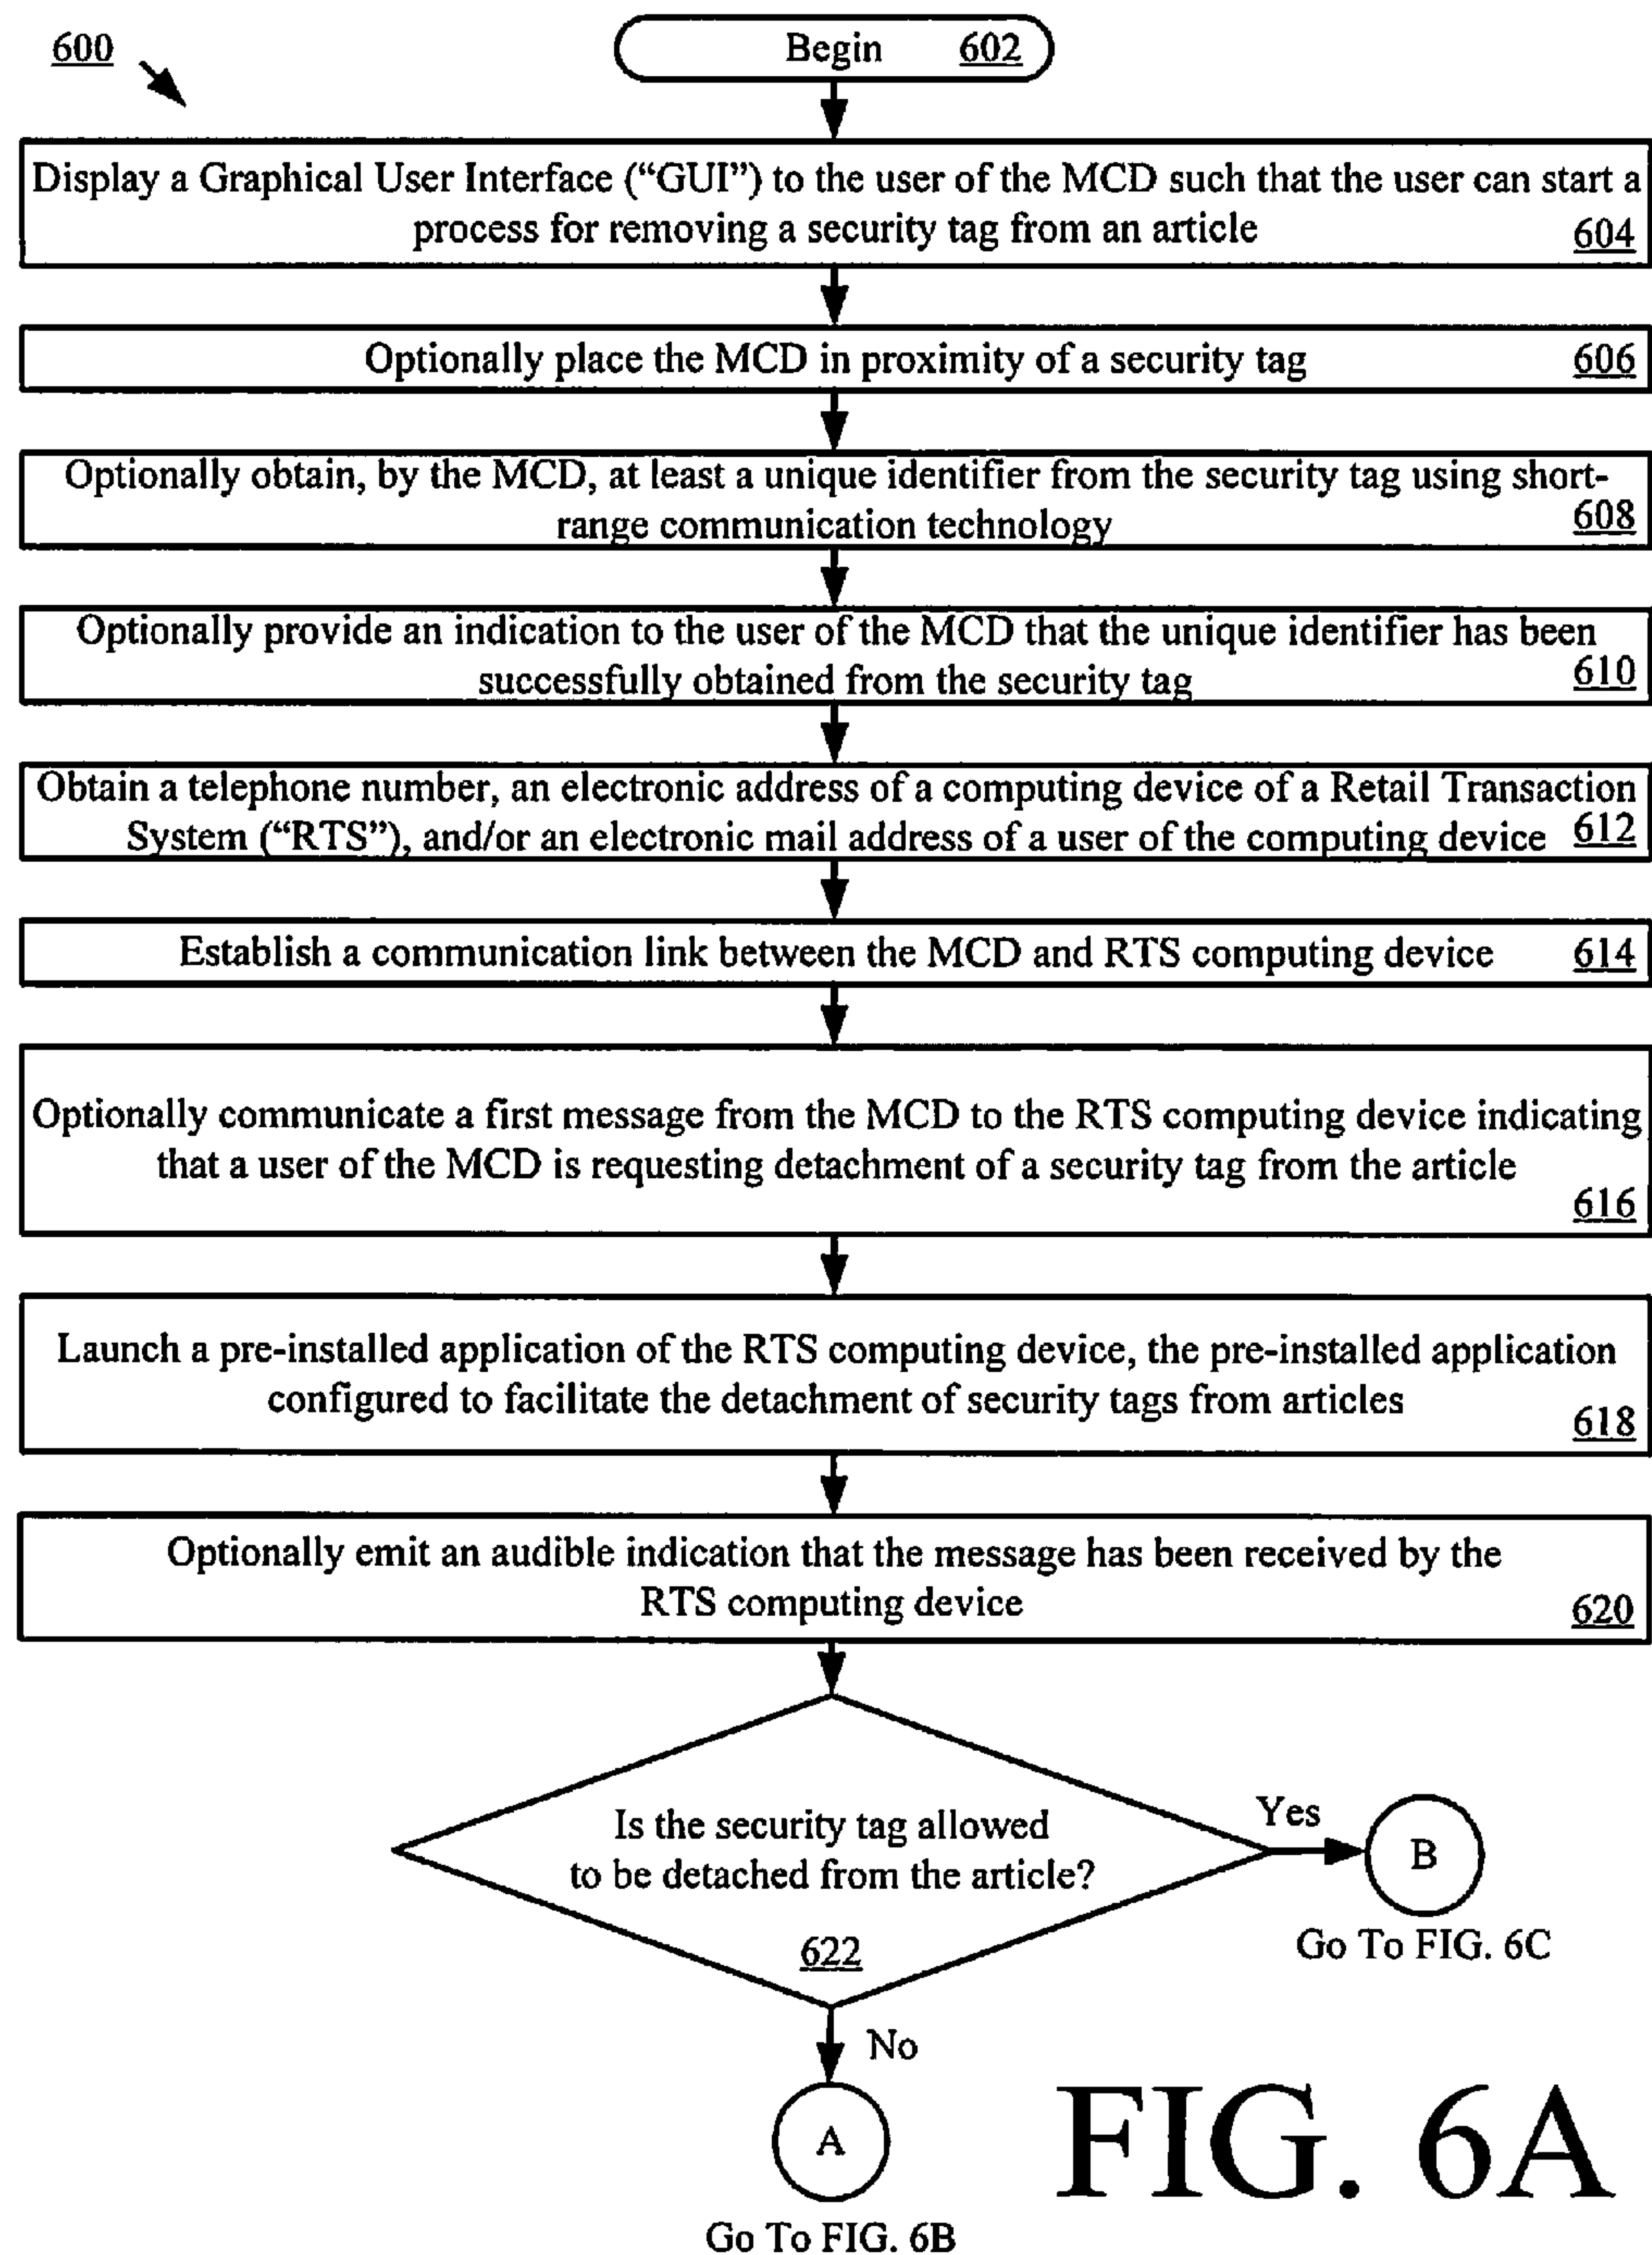 600
Begin 602
Display a Graphical User Interface (“GUI”) to the user of the MCD such that the user can start a
process for removing a security tag from an article 604
Optionally place the MCD in proximity of a security tag 606
Optionally obtain, by the MCD, at least a unique identifier from the security tag using short-
range communication technology 608
Optionally provide an indication to the user of the MCD that the unique identifier has been
successfully obtained from the security tag 610
Obtain a telephone number, an electronic address of a computing device of a Retail Transaction
System (“RTS”), and/or an electronic mail address of a user of the computing device 612
Establish a communication link between the MCD and RTS computing device 614
Optionally communicate a first message from the MCD to the RTS computing device indicating
that a user of the MCD is requesting detachment of a security tag from the article
616
Launch a pre-installed application of the RTS computing device, the pre-installed application
configured to facilitate the detachment of security tags from articles
618
Optionally emit an audible indication that the message has been received by the
RTS computing device 620
Is the security tag allowed
to be detached from the article?
622
Yes
B
Go To FIG. 6C
No
A
Go To FIG. 6B
FIG. 6A